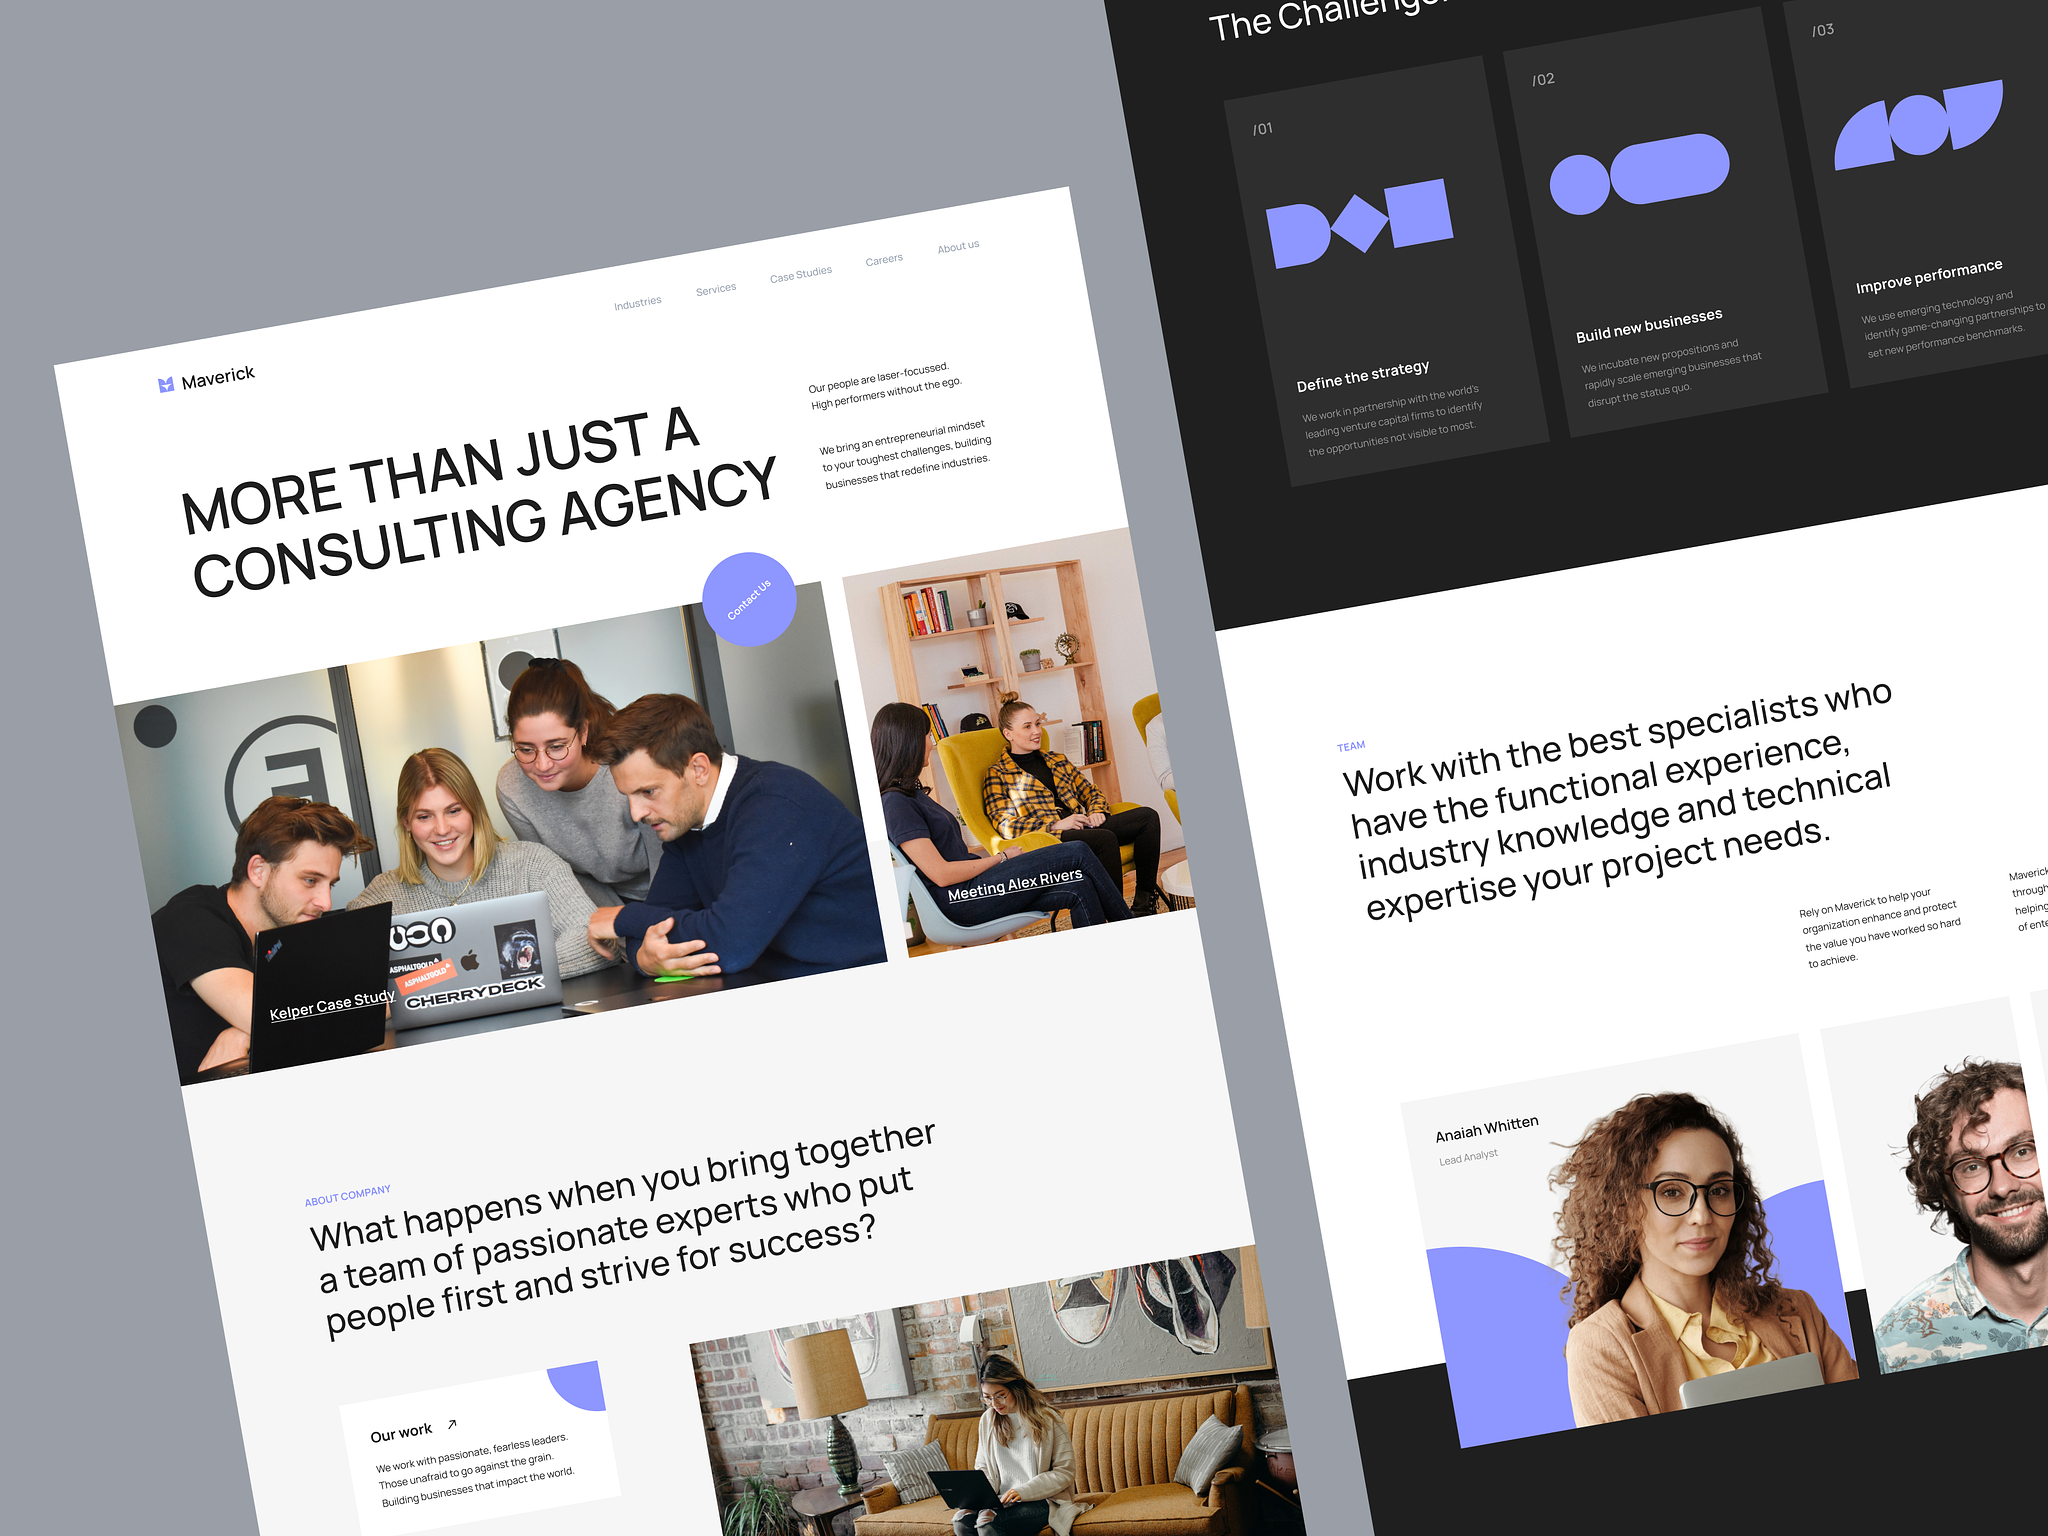 Maverick
Industries
Services
Case Studies
Careers
About us
MORE THAN JUST A
CONSULTING AGENCY
Our people are laser-focussed.
High performers without the ego.
We bring an entrepreneurial mindset
to your toughest challenges, building
businesses that redefine industries.
Contact Us
ASPHALTGOLD
ASPHALTGOLD
CHERRYDECK
Kelper Case Study
Meeting Alex Rivers
ABOUT COMPANY
What happens when you bring together
a team of passionate experts who put
people first and strive for success?
Our work
We work with passionate, fearless leaders.
Those unafraid to go against the grain.
Building businesses that impact the world.
/01
Define the strategy
We work in partnership with the world's
leading venture capital firms to identify
the opportunities not visible to most.
/02
Build new businesses
We incubate new propositions and
rapidly scale emerging businesses that
disrupt the status quo.
/03
Improve performance
We use emerging technology and
identify game-changing partnerships to
set new performance benchmarks.
TEAM
Work with the best specialists who
have the functional experience,
industry knowledge and technical
expertise your project needs.
Rely on Maverick to help your
organization enhance and protect
the value you have worked so hard
to achieve.
Maverick
through
helping
of ente
Anaiah Whitten
Lead Analyst